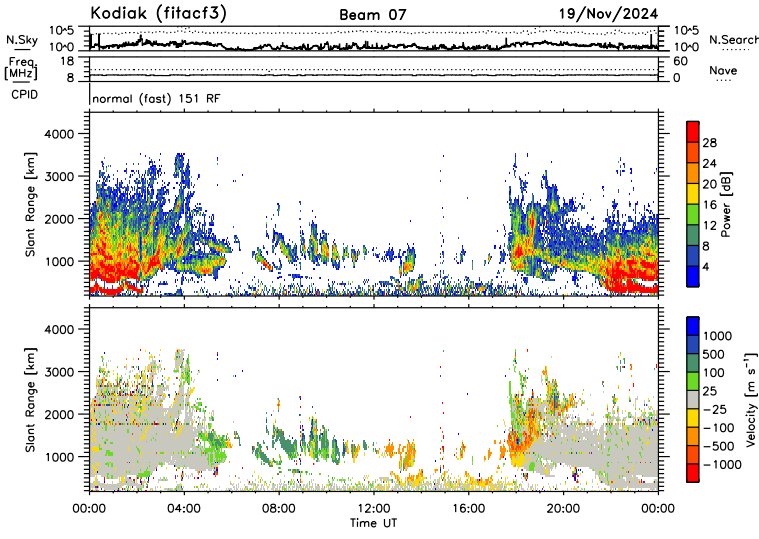 Kodiak (fitacf3) Beam 07 19/Nov/2024
N.Sky 10^5 10^0 10^5 10^0 N.Search
Freq. [MHz] 18 8 60 0 Nave
CPID normal (fast) 151 RF
Slant Range [km] 4000 3000 2000 1000
28 24 20 16 12 8 4 Power [dB]
Slant Range [km] 4000 3000 2000 1000
1000 500 100 25 −25 −100 −500 −1000 Velocity [m s⁻¹]
00:00 04:00 08:00 12:00 16:00 20:00 00:00
Time UT